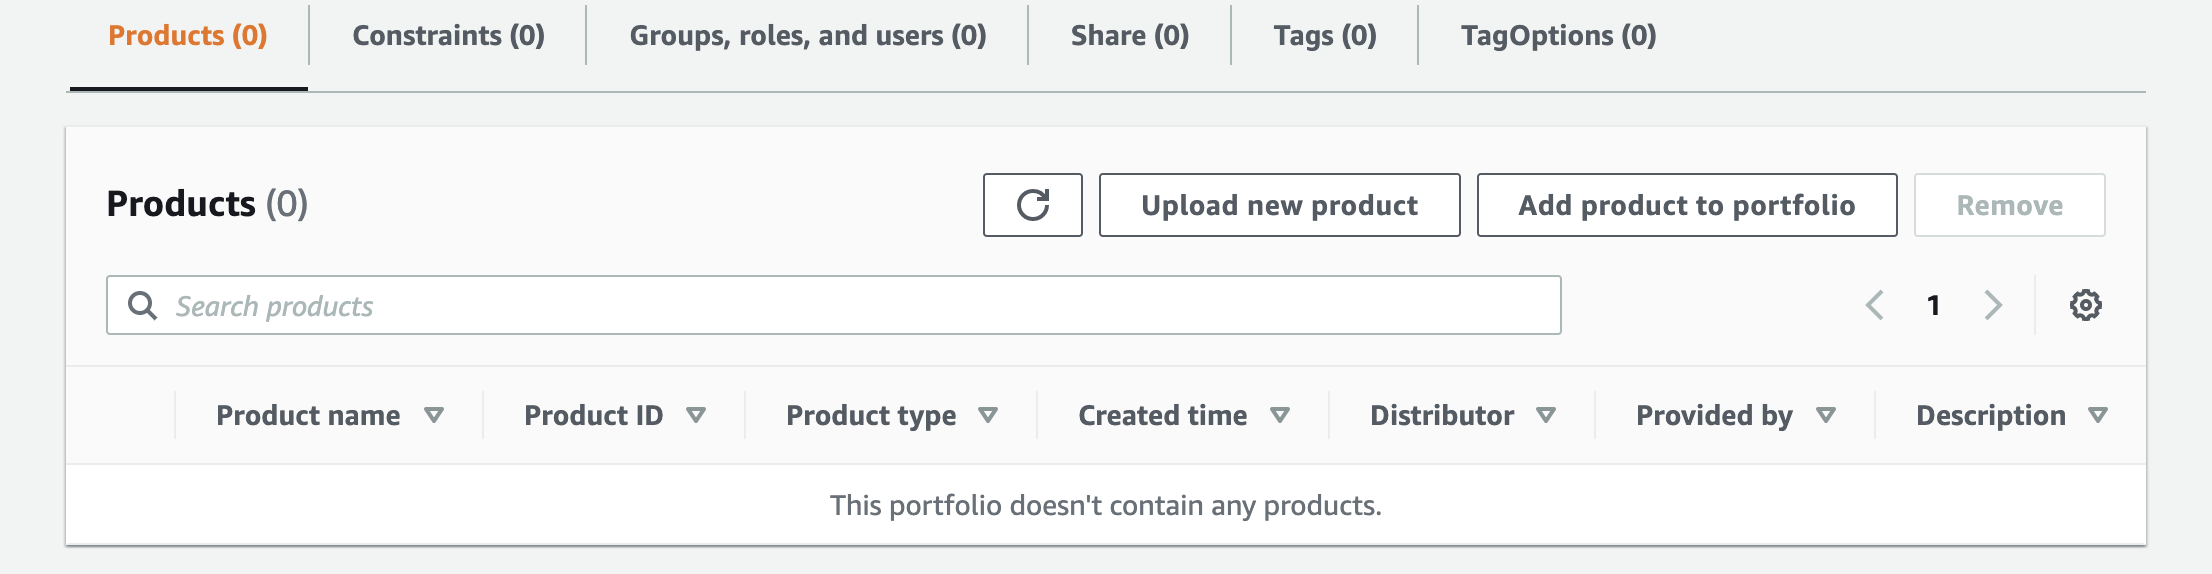 Products (0) Constraints (0) Groups, roles, and users (0) Share (0) Tags (0) TagOptions (0)
Products (0) Upload new product Add product to portfolio Remove
Search products 1
Product name Product ID Product type Created time Distributor Provided by Description
This portfolio doesn't contain any products.